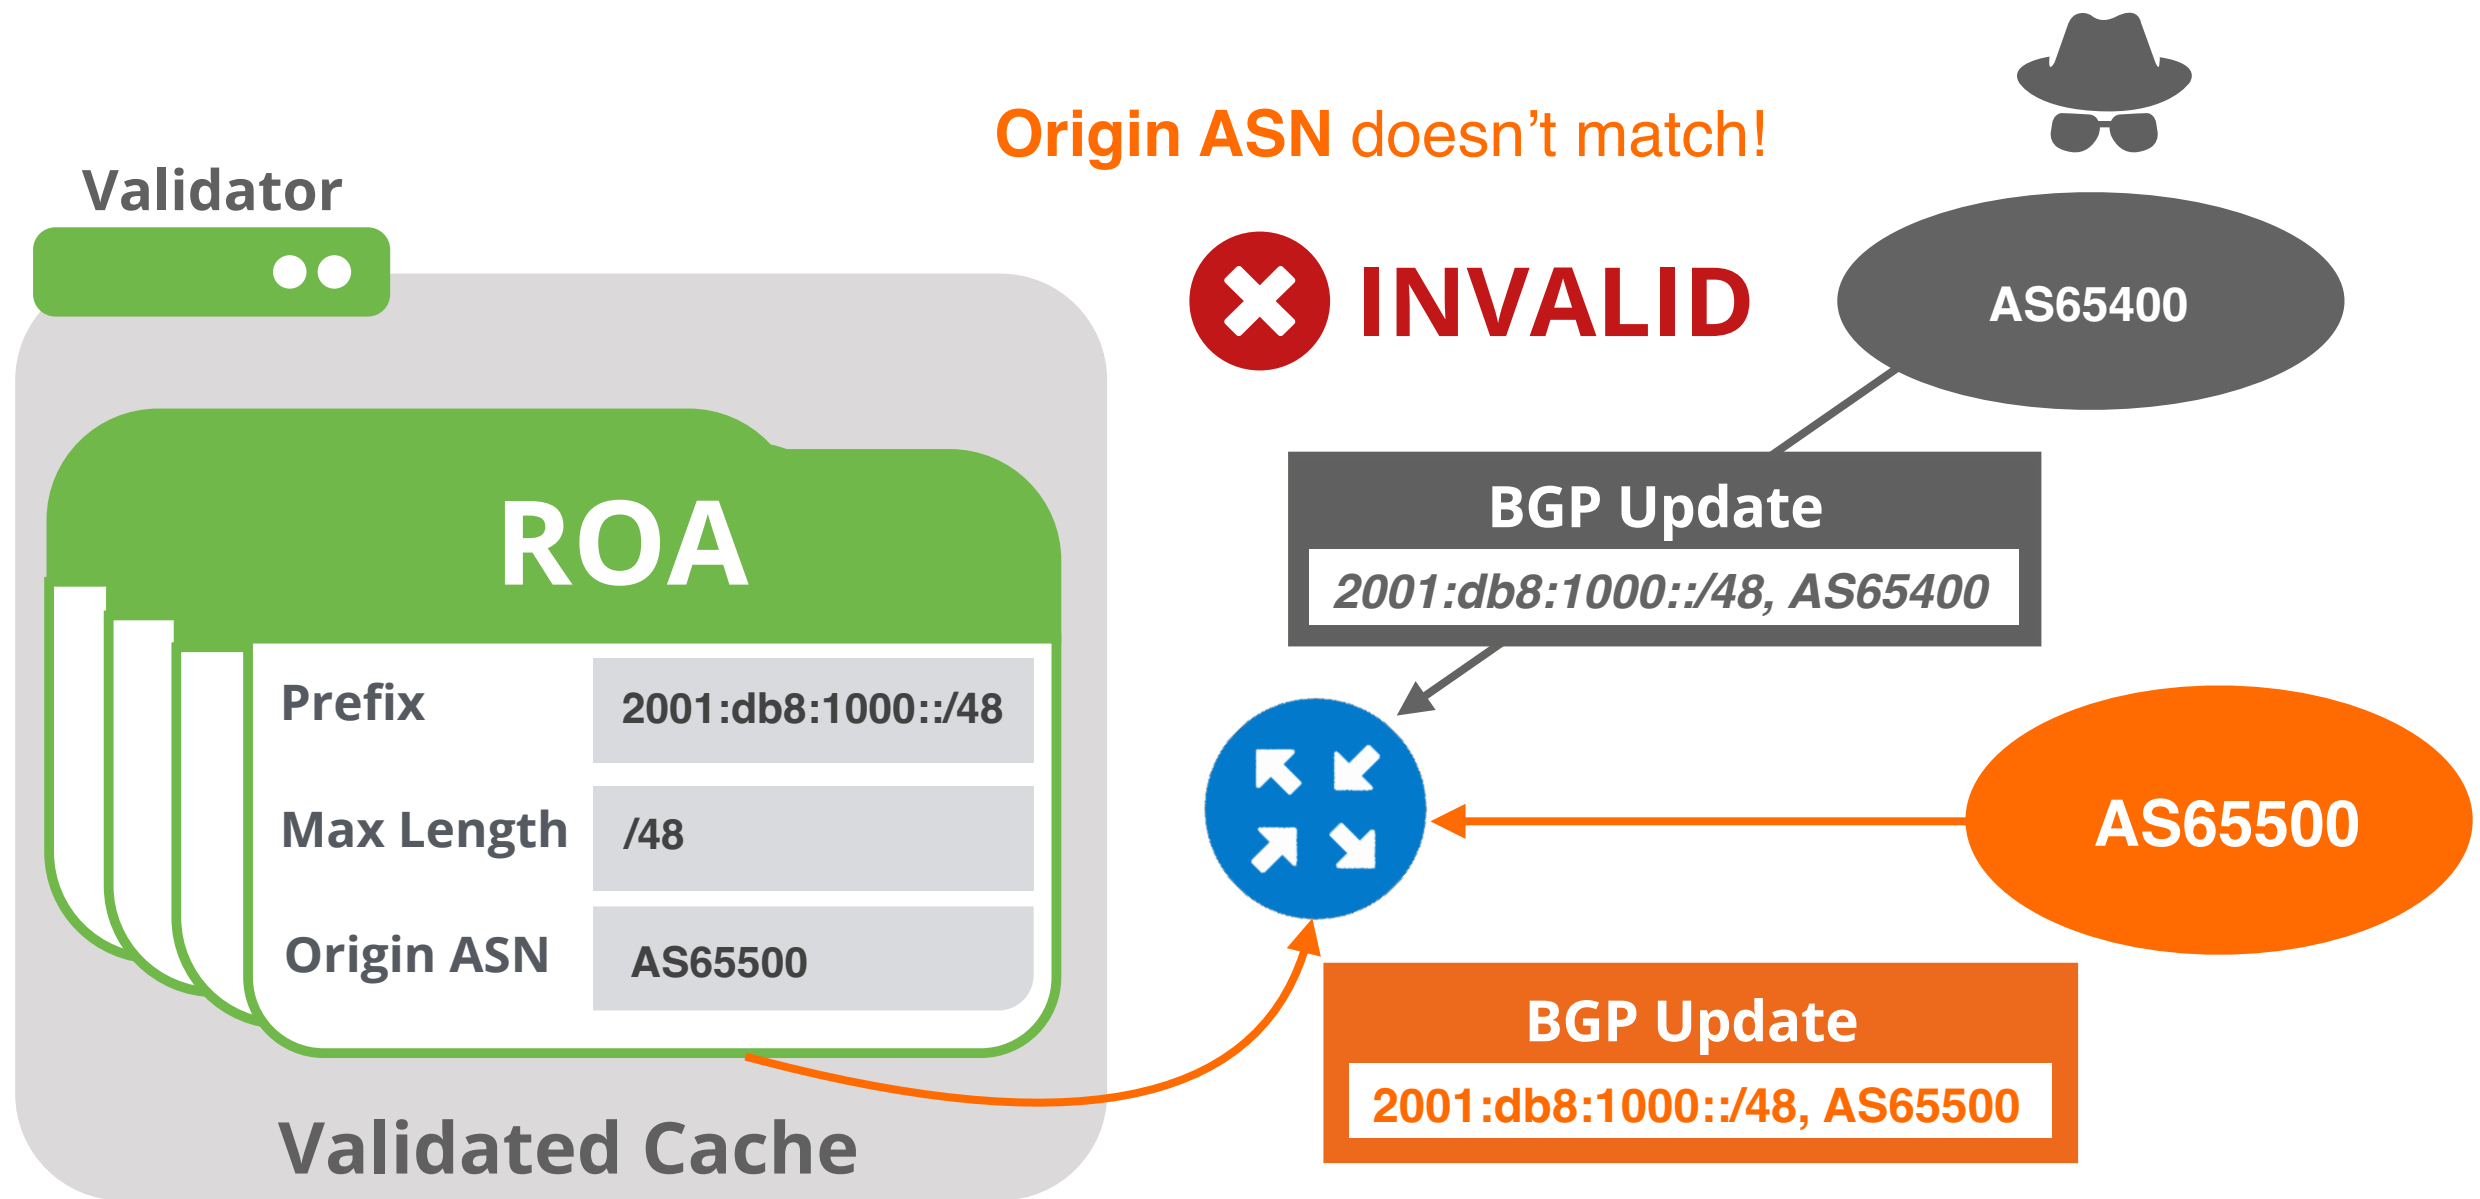 Origin ASN doesn’t match!
Validator
INVALID
AS65400
ROA
BGP Update
2001:db8:1000::/48, AS65400
Prefix
2001:db8:1000::/48
Max Length
/48
Origin ASN
AS65500
AS65500
BGP Update
2001:db8:1000::/48, AS65500
Validated Cache